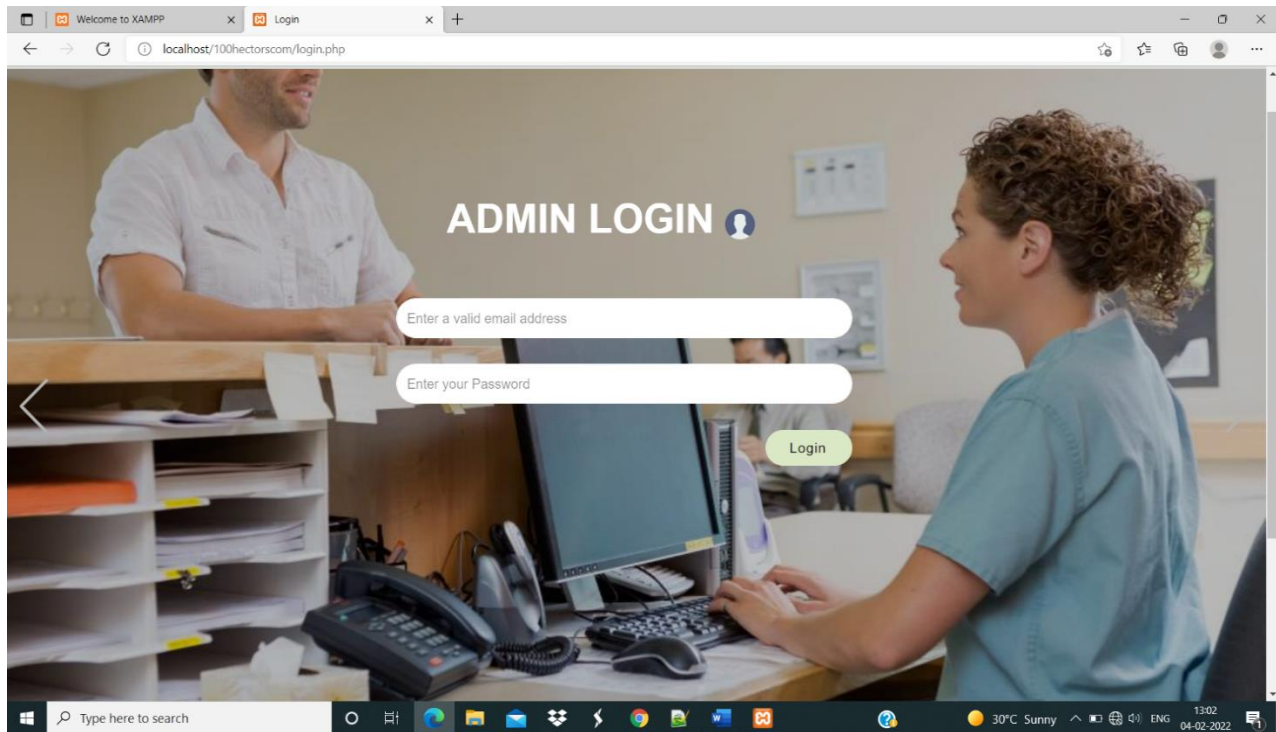 Welcome to XAMPP
Login
localhost/100hectorscom/login.php
ADMIN LOGIN
Enter a valid email address
Enter your Password
Login
Type here to search
30°C Sunny
ENG
13:02
04-02-2022
1